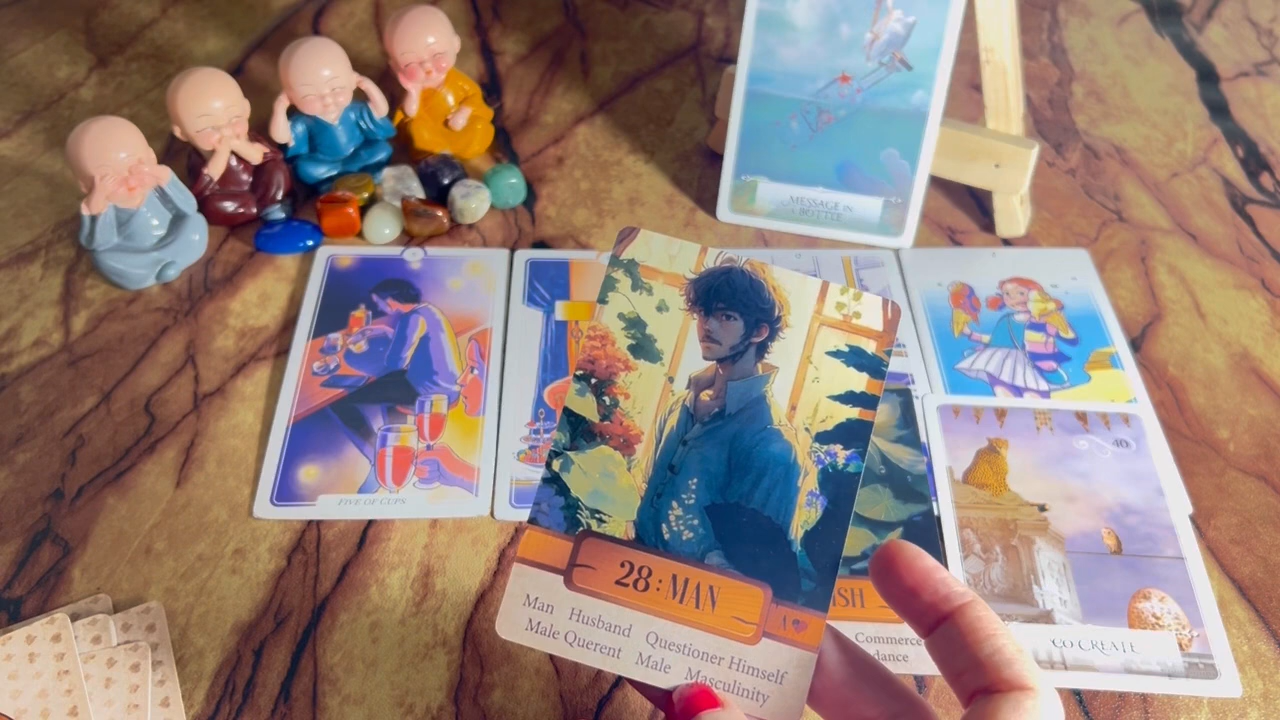 MESSAGE IN
A BOTTLE
FIVE OF CUPS
40
28: MAN
A♥
Man Husband Questioner Himself
Male Querent Male Masculinity
ISH
Commerce
dance
CO CREATE